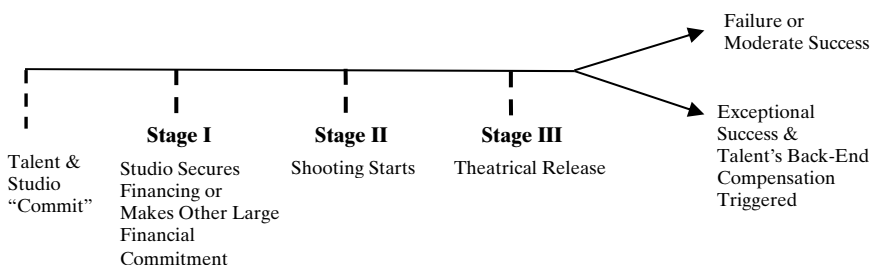 Failure or
Moderate Success
Stage I
Stage II
Stage III
Exceptional
Success &
Talent's Back-End
Compensation
Triggered
Talent &
Studio
“Commit”
Studio Secures
Financing or
Makes Other Large
Financial
Commitment
Shooting Starts
Theatrical Release